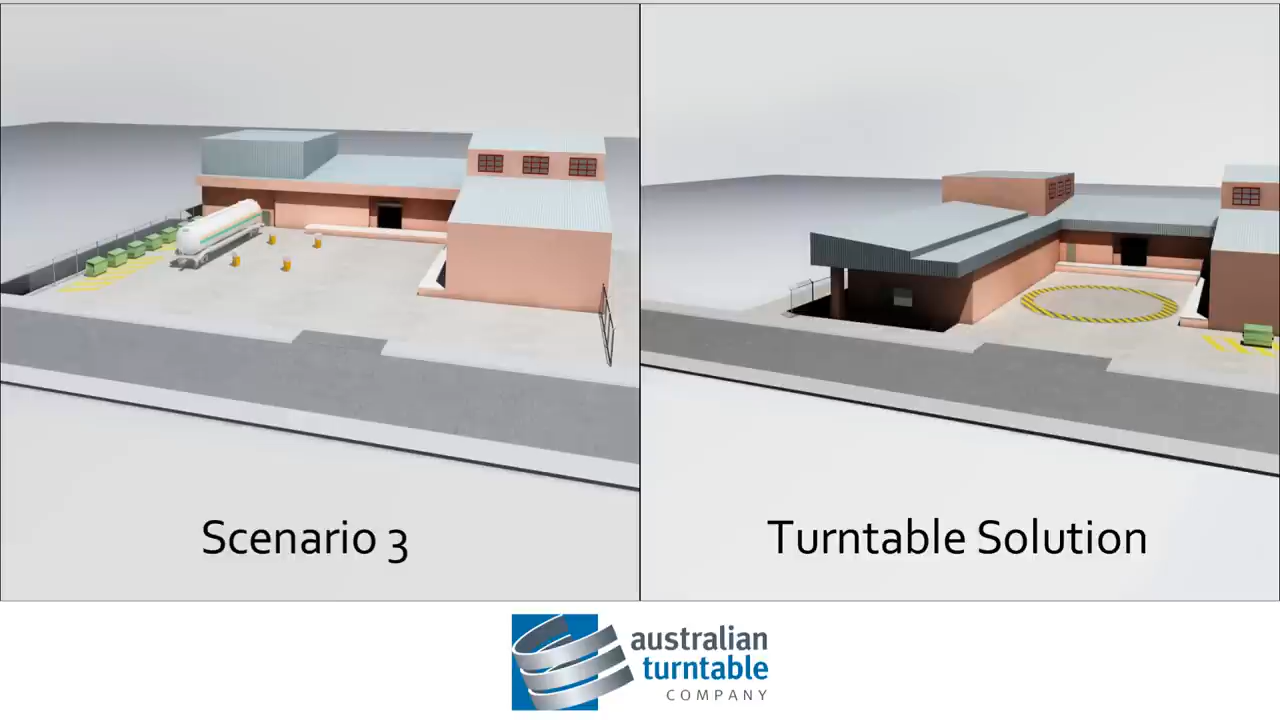 Scenario 3
Turntable Solution
australian
turntable
COMPANY